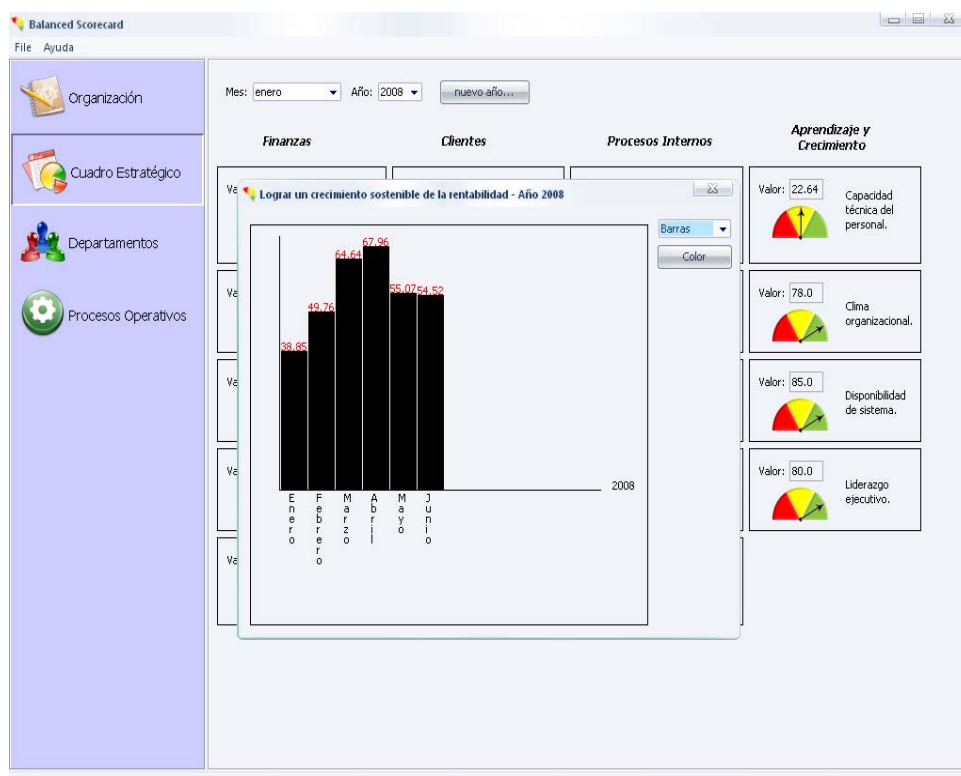 Balanced Scorecard
File Ayuda
Organización
Cuadro Estratégico
Departamentos
Procesos Operativos
Mes: enero Año: 2008 nuevo año...
Finanzas Clientes Procesos Internos Aprendizaje y
Crecimiento
Lograr un crecimiento sostenible de la rentabilidad - Año 2008
Barras
Color
38.85
49.76
64.64
67.96
55.07
54.52
2008
Enero
Febrero
Marzo
Abril
Mayo
Junio
Valor: 22.64
Capacidad
técnica del
personal.
Valor: 78.0
Clima
organizacional.
Valor: 85.0
Disponibilidad
de sistema.
Valor: 80.0
Liderazgo
ejecutivo.